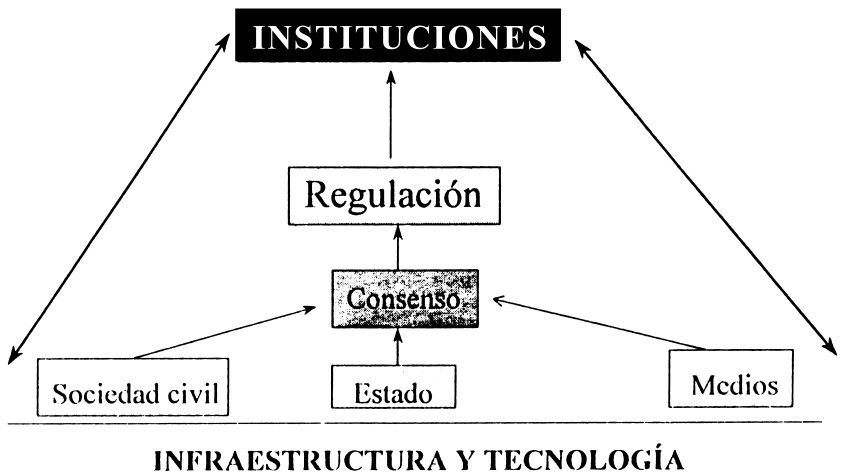 INSTITUCIONES
Regulación
Consenso
Sociedad civil
Estado
Medios
INFRAESTRUCTURA Y TECNOLOGÍA